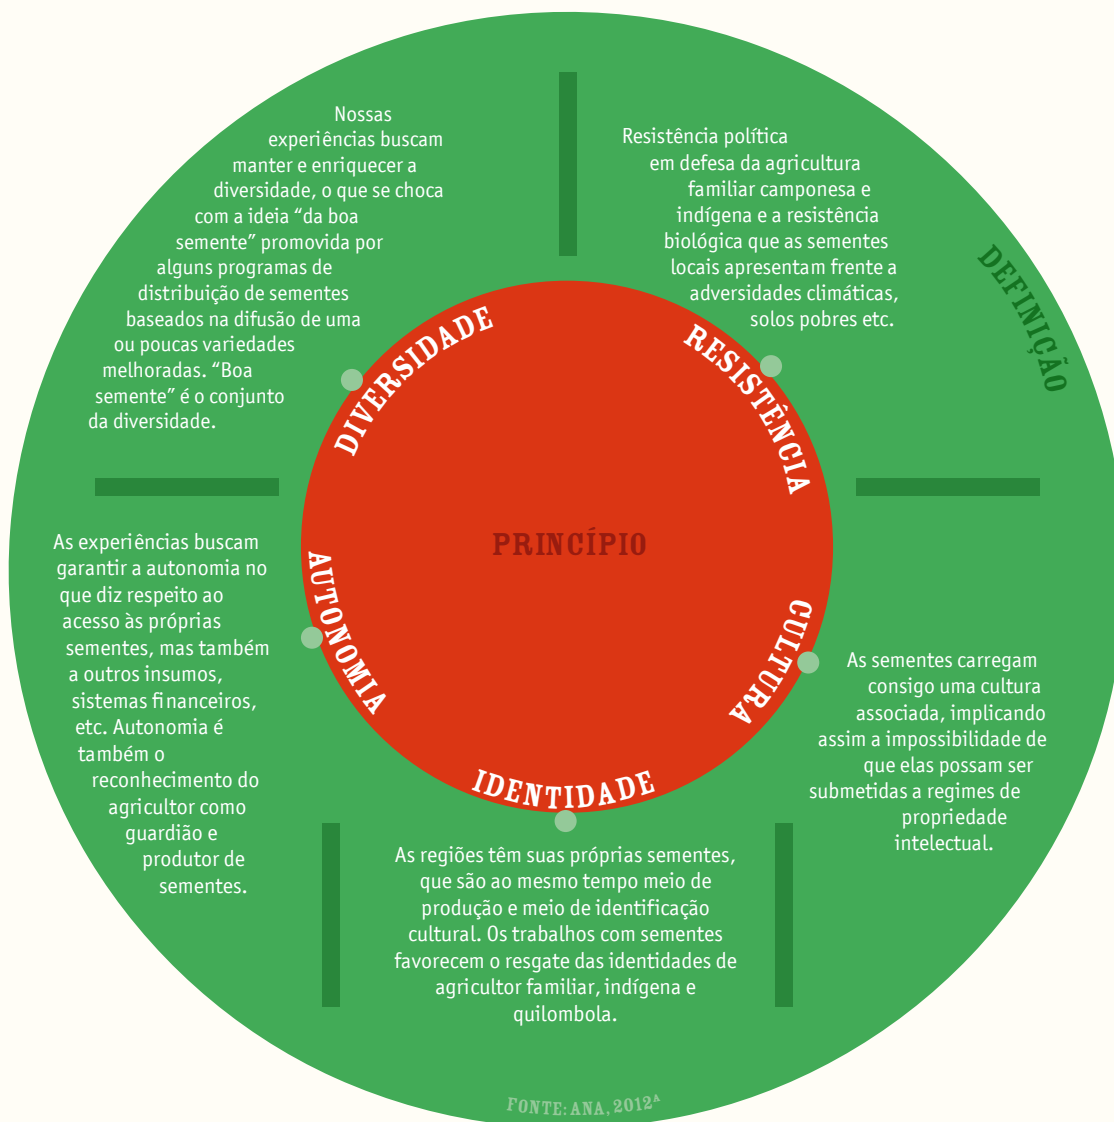 DIVERSIDADE
Nossas
experiências buscam
manter e enriquecer a
diversidade, o que se choca
com a ideia “da boa
semente” promovida por
alguns programas de
distribuição de sementes
baseados na difusão de uma
ou poucas variedades
melhoradas. “Boa
semente” é o conjunto
da diversidade.
RESISTÊNCIA
Resistência política
em defesa da agricultura
familiar camponesa e
indígena e a resistência
biológica que as sementes
locais apresentam frente a
adversidades climáticas,
solos pobres etc.
DEFINIÇÃO
PRINCÍPIO
AUTONOMIA
As experiências buscam
garantir a autonomia no
que diz respeito ao
acesso às próprias
sementes, mas também
a outros insumos,
sistemas financeiros,
etc. Autonomia é
também o
reconhecimento do
agricultor como
guardião e
produtor de
sementes.
CULTURA
As sementes carregam
consigo uma cultura
associada, implicando
assim a impossibilidade de
que elas possam ser
submetidas a regimes de
propriedade
intelectual.
IDENTIDADE
As regiões têm suas próprias sementes,
que são ao mesmo tempo meio de
produção e meio de identificação
cultural. Os trabalhos com sementes
favorecem o resgate das identidades de
agricultor familiar, indígena e
quilombola.
FONTE: ANA, 2012ᴬ